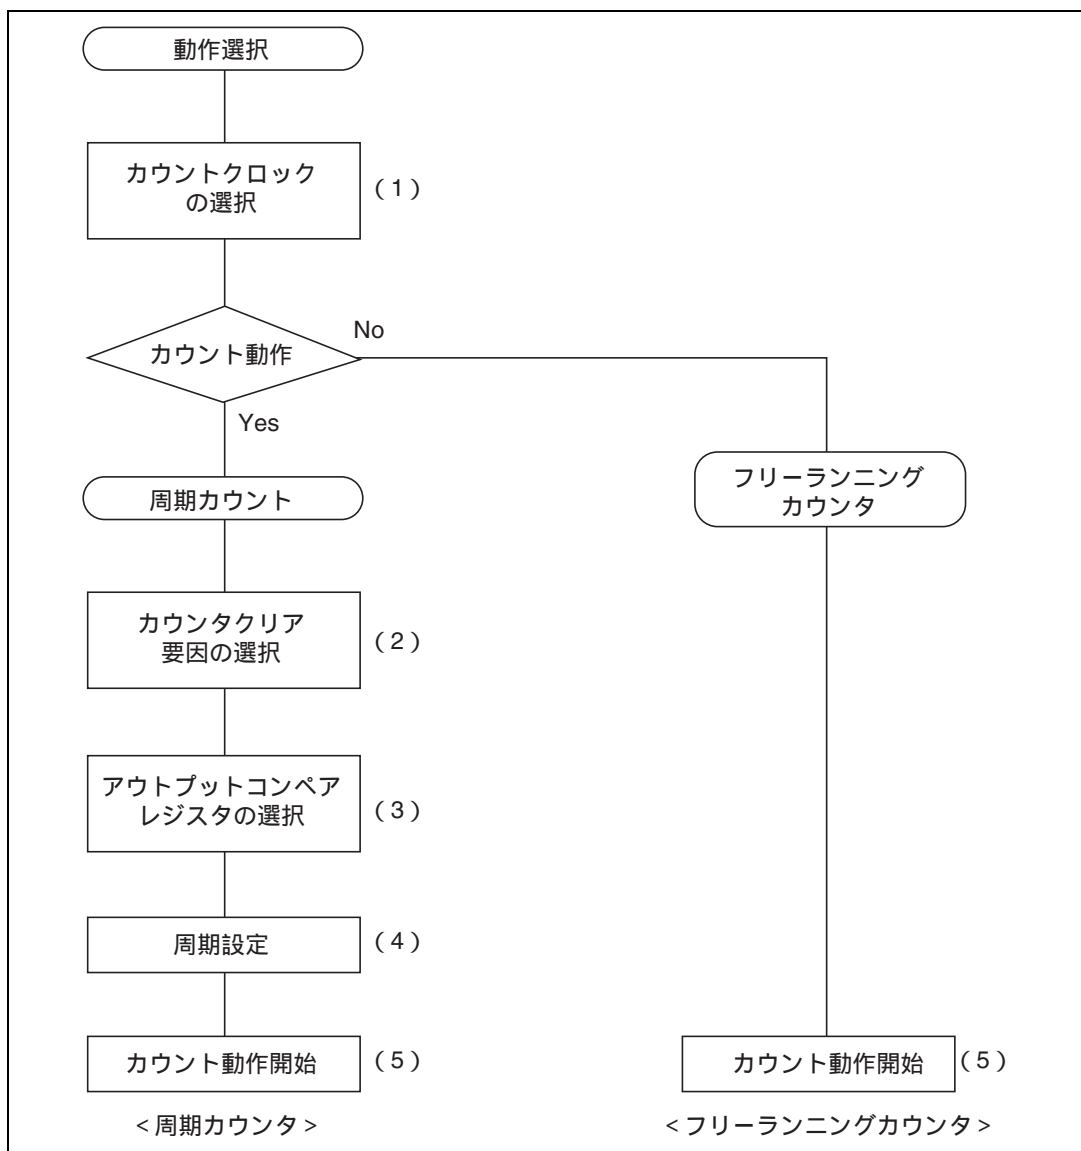 動作選択
カウントクロック
の選択
（1）
カウント動作
No
Yes
周期カウント
フリーランニング
カウンタ
カウンタクリア
要因の選択
（2）
アウトプットコンペア
レジスタの選択
（3）
周期設定
（4）
カウント動作開始
（5）
カウント動作開始
（5）
<周期カウンタ>
<フリーランニングカウンタ>